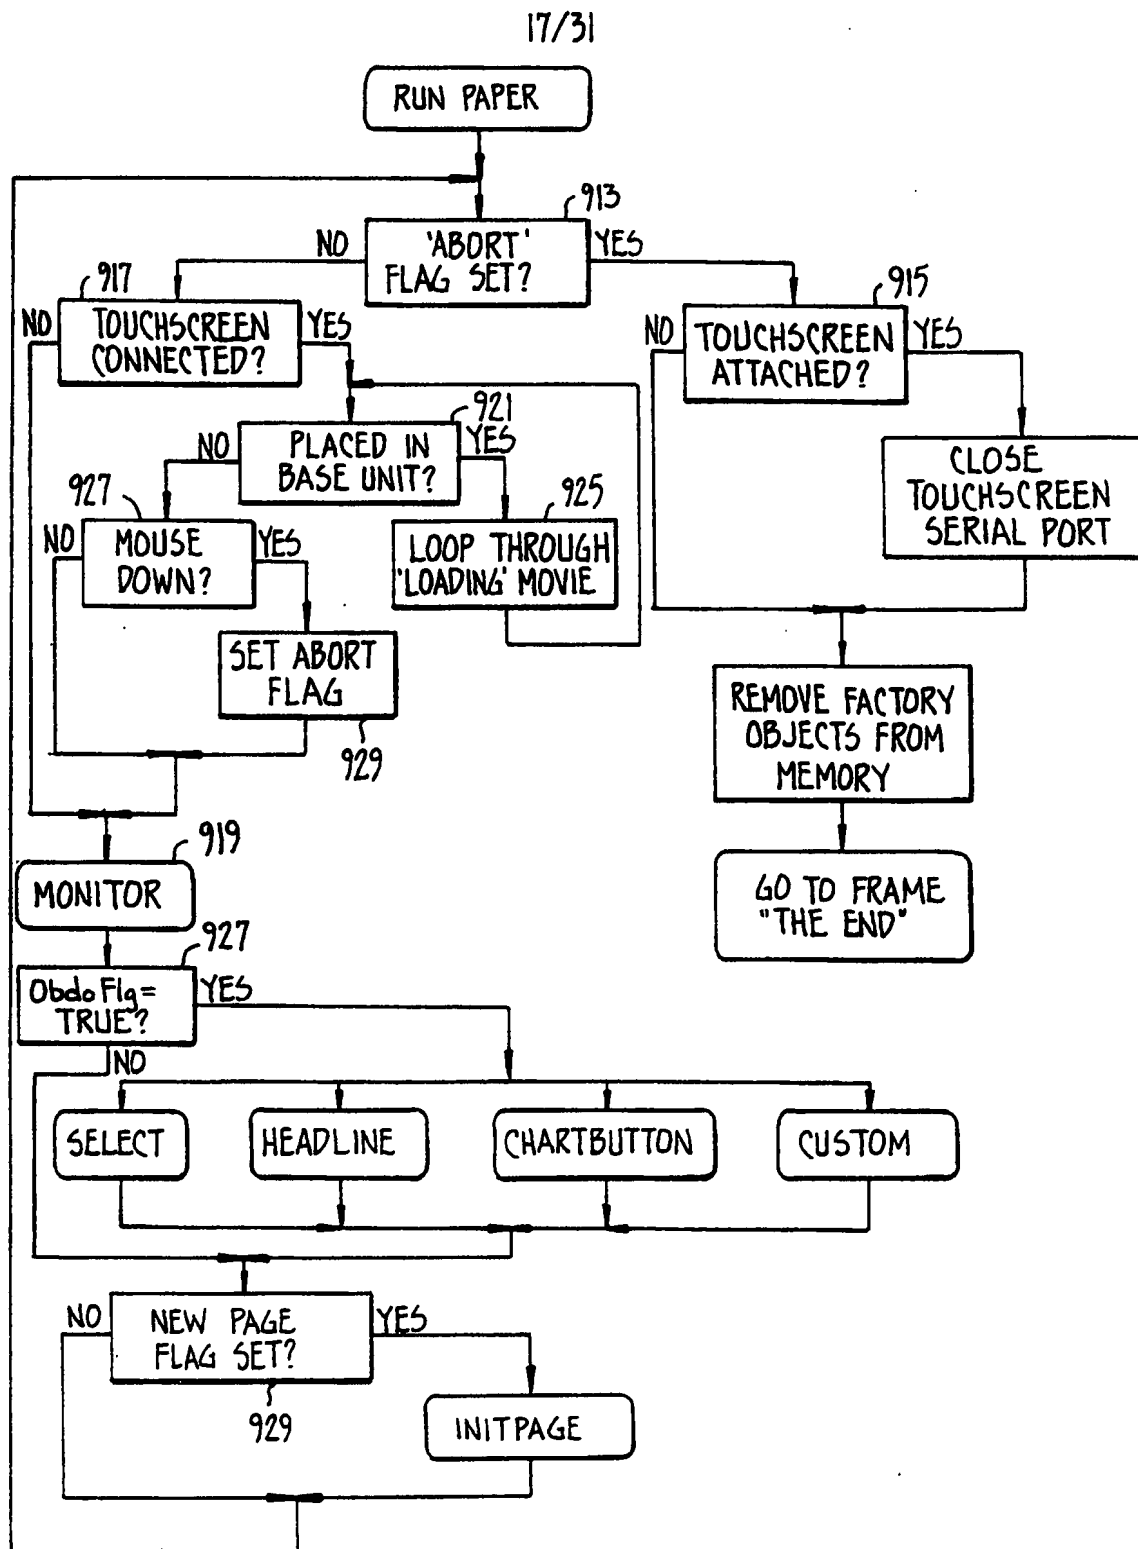 17/31
RUN PAPER
913
'ABORT'
FLAG SET?
NO
YES
917
TOUCHSCREEN
CONNECTED?
NO
YES
915
TOUCHSCREEN
ATTACHED?
NO
YES
921
PLACED IN
BASE UNIT?
NO
YES
CLOSE
TOUCHSCREEN
SERIAL PORT
927
MOUSE
DOWN?
NO
YES
925
LOOP THROUGH
'LOADING' MOVIE
SET ABORT
FLAG
929
REMOVE FACTORY
OBJECTS FROM
MEMORY
GO TO FRAME
"THE END"
919
MONITOR
927
ObdoFlg=
TRUE?
YES
NO
SELECT
HEADLINE
CHARTBUTTON
CUSTOM
NEW PAGE
FLAG SET?
NO
YES
929
INITPAGE